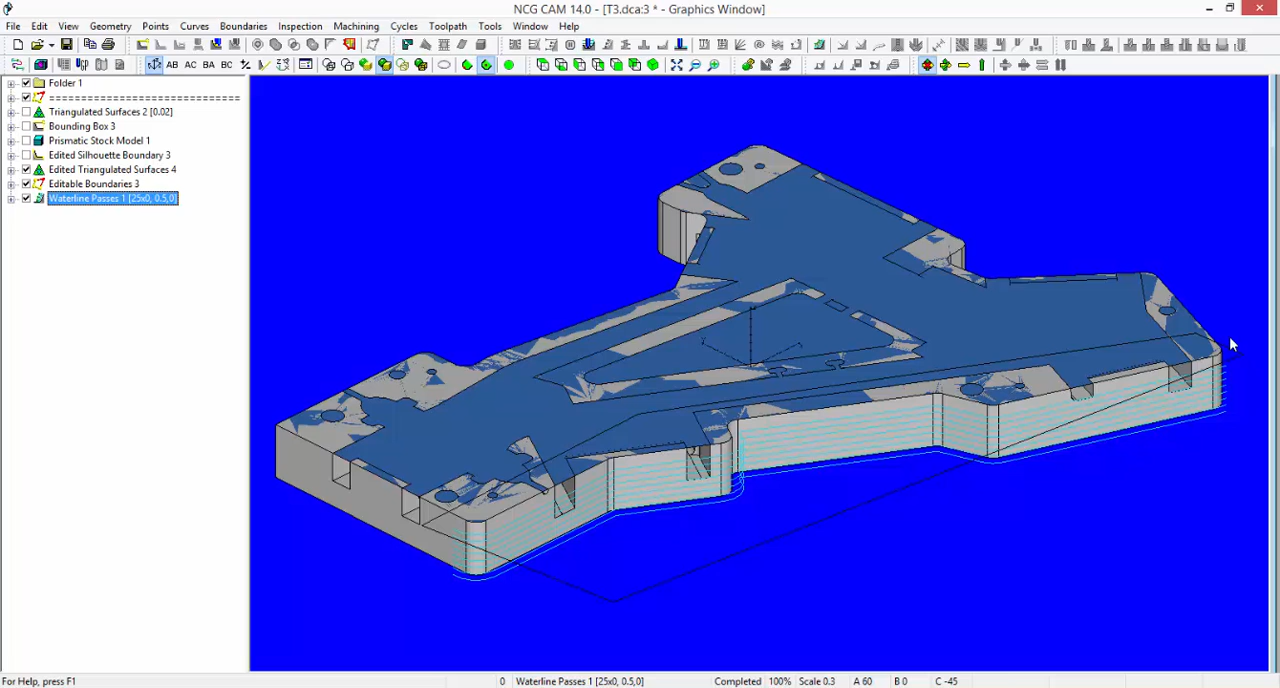 NCG CAM 14.0 - [T3.dca:3 * - Graphics Window]
File Edit View Geometry Points Curves Boundaries Inspection Machining Cycles Toolpath Tools Window Help
AB AC BA BC
Folder 1
==============================
Triangulated Surfaces 2 [0.02]
Bounding Box 3
Prismatic Stock Model 1
Edited Silhouette Boundary 3
Edited Triangulated Surfaces 4
Editable Boundaries 3
Waterline Passes 1 [25x0, 0.5,0]
For Help, press F1 0 Waterline Passes 1 [25x0, 0.5,0] Completed 100% Scale 0.3 A 60 B 0 C -45